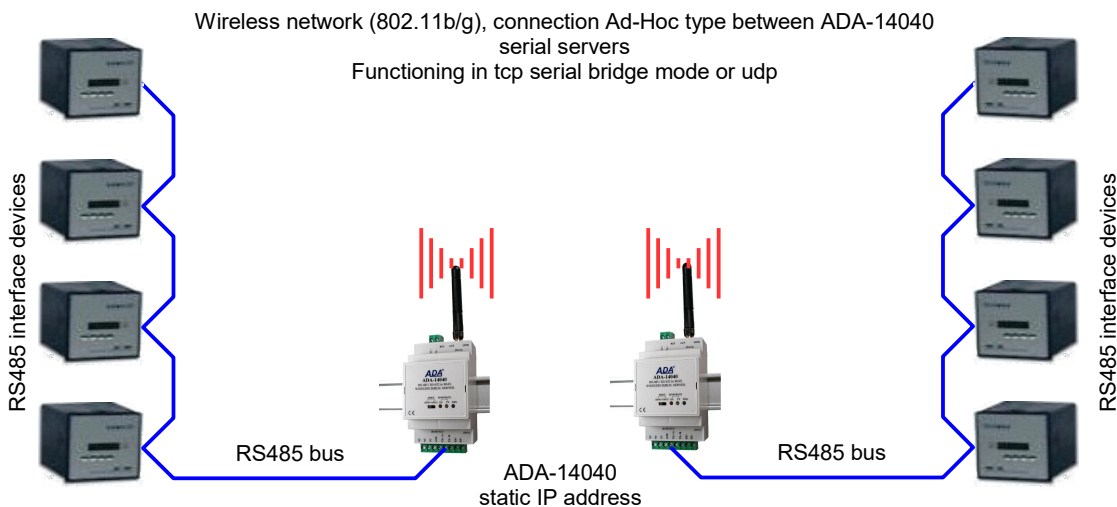 Wireless network (802.11b/g), connection Ad-Hoc type between ADA-14040
serial servers
Functioning in tcp serial bridge mode or udp
RS485 interface devices
RS485 interface devices
ADA
ADA-14040
ADA
ADA-14040
RS485 bus
RS485 bus
ADA-14040
static IP address